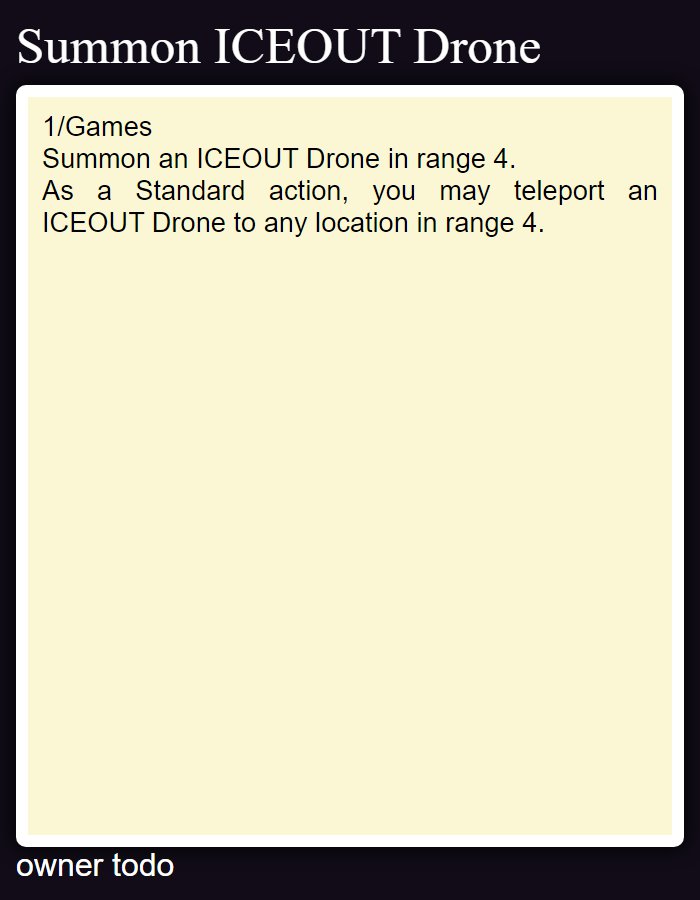 Summon ICEOUT Drone
1/Games
Summon an ICEOUT Drone in range 4.
As a Standard action, you may teleport an
ICEOUT Drone to any location in range 4.
owner todo